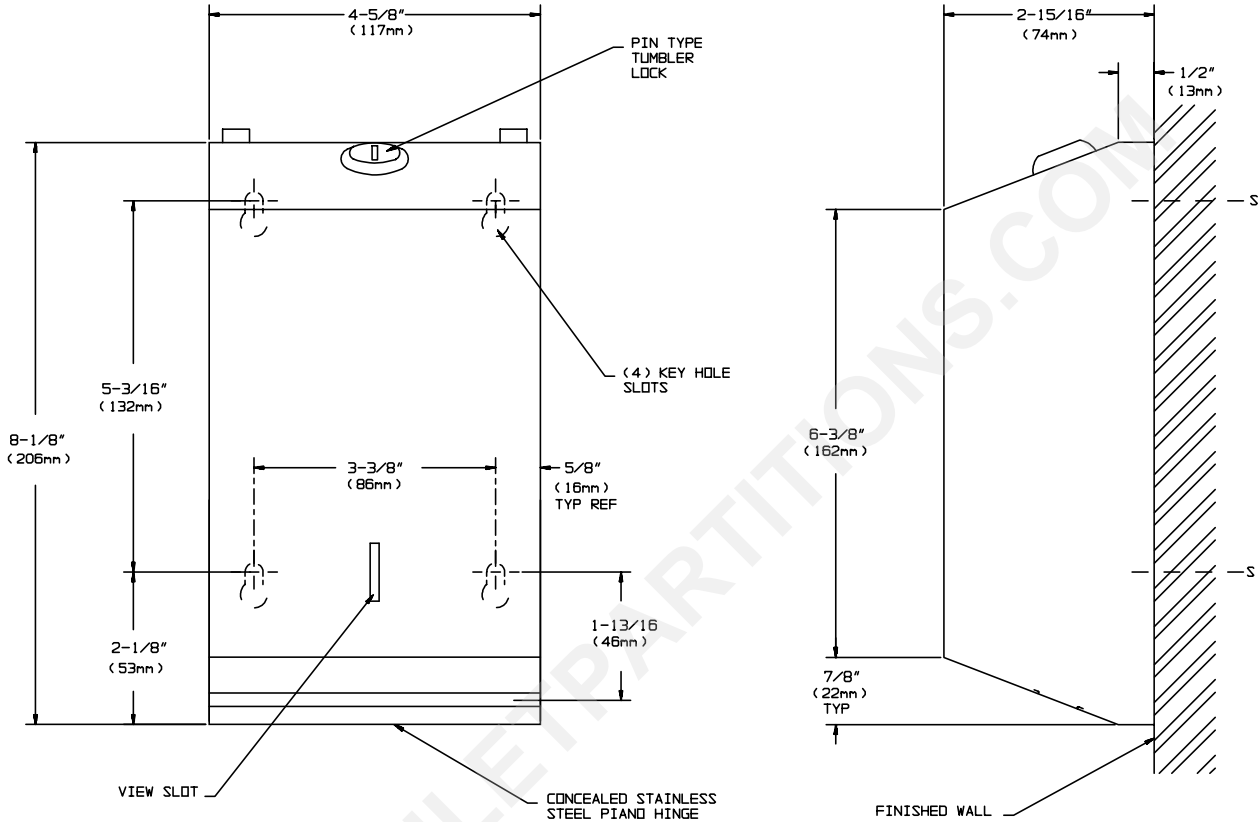 4-5/8"
(117mm)
PIN TYPE
TUMBLER
LOCK
2-15/16"
(74mm)
1/2"
(13mm)
S
5-3/16"
(132mm)
(4) KEY HOLE
SLOTS
8-1/8"
(206mm)
3-3/8"
(86mm)
5/8"
(16mm)
TYP REF
6-3/8"
(162mm)
S
2-1/8"
(53mm)
1-13/16
(46mm)
7/8"
(22mm)
TYP
VIEW SLOT
CONCEALED STAINLESS
STEEL PIANO HINGE
FINISHED WALL
ILETPARTITIONS.COM